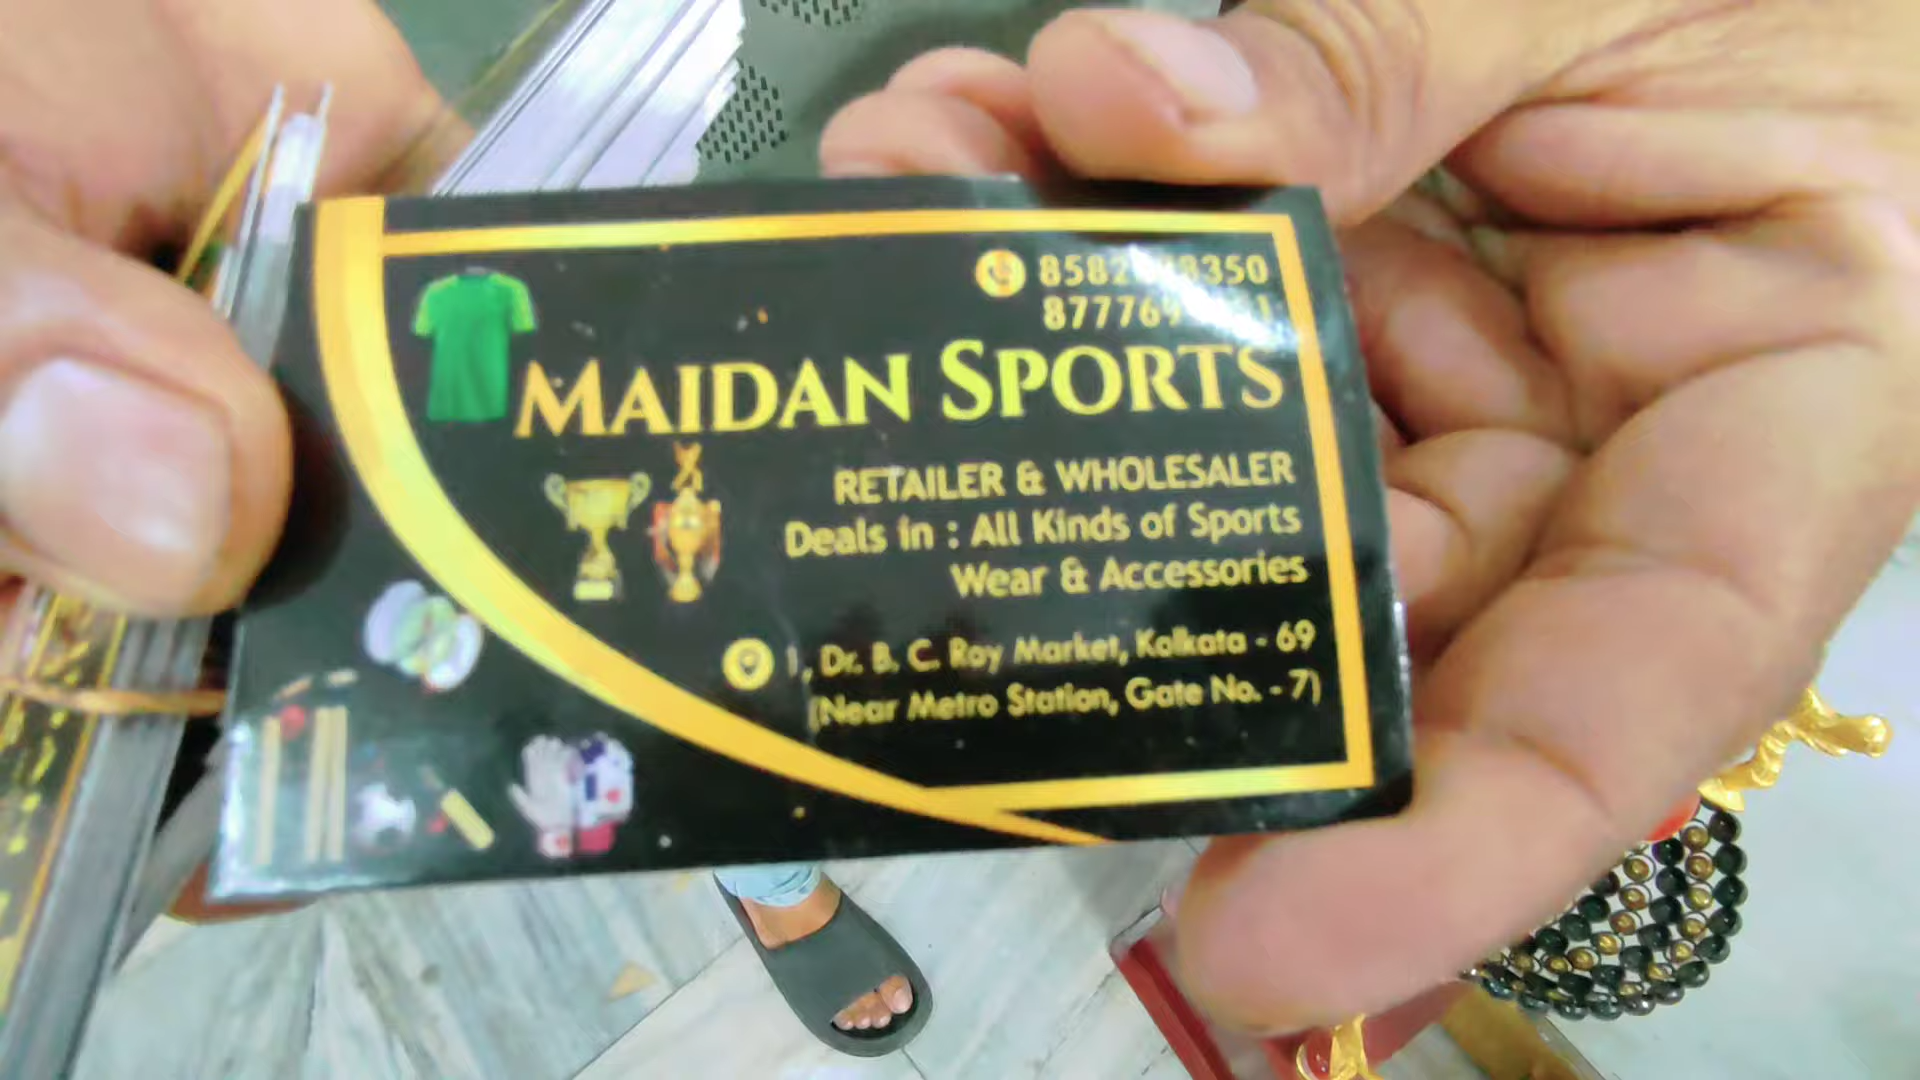 MAIDAN SPORTS
RETAILER & WHOLESALER
Deals in : All Kinds of Sports
Wear & Accessories
1, Dr. B. C. Roy Market, Kolkata - 69
(Near Metro Station, Gate No. - 7)